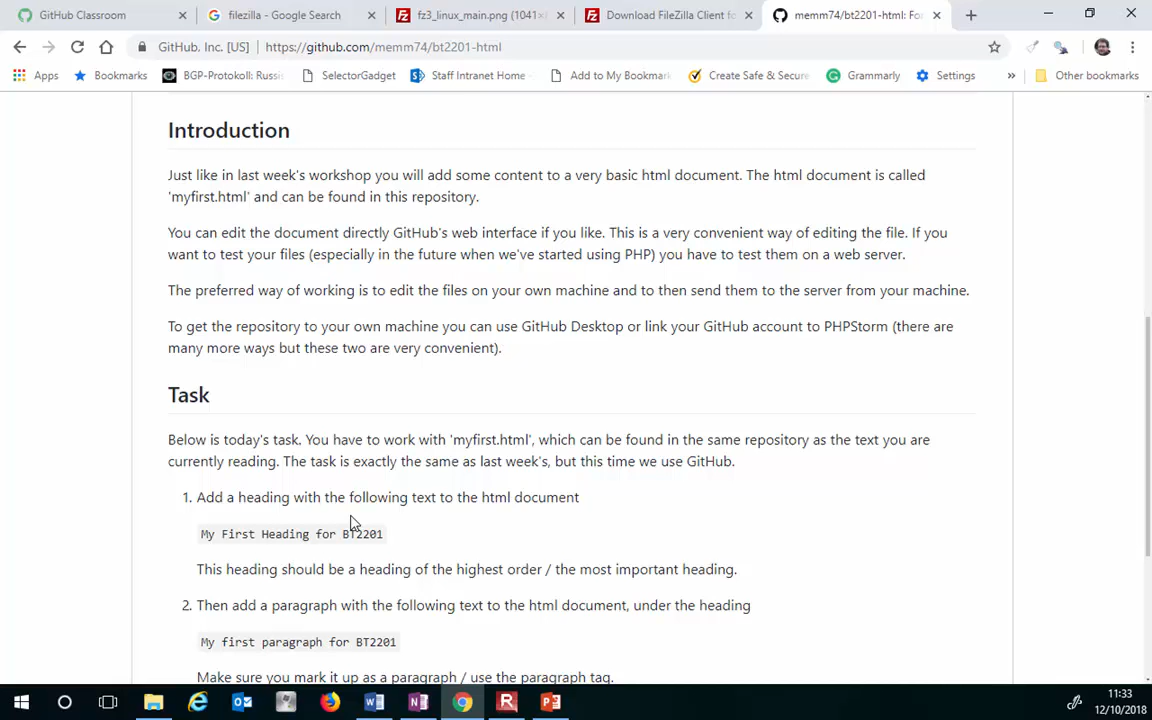 GitHub Classroom
filezilla - Google Search
fz3_linux_main.png (1041×
Download FileZilla Client fo
memm74/bt2201-html: Fo
GitHub, Inc. [US] | https://github.com/memm74/bt2201-html
Apps
Bookmarks
BGP-Protokoll: Russi
SelectorGadget
Staff Intranet Home -
Add to My Bookmark
Create Safe & Secure
Grammarly
Settings
»
Other bookmarks
Introduction
Just like in last week's workshop you will add some content to a very basic html document. The html document is called
'myfirst.html' and can be found in this repository.
You can edit the document directly GitHub's web interface if you like. This is a very convenient way of editing the file. If you
want to test your files (especially in the future when we've started using PHP) you have to test them on a web server.
The preferred way of working is to edit the files on your own machine and to then send them to the server from your machine.
To get the repository to your own machine you can use GitHub Desktop or link your GitHub account to PHPStorm (there are
many more ways but these two are very convenient).
Task
Below is today's task. You have to work with 'myfirst.html', which can be found in the same repository as the text you are
currently reading. The task is exactly the same as last week's, but this time we use GitHub.
1. Add a heading with the following text to the html document
My First Heading for BT2201
This heading should be a heading of the highest order / the most important heading.
2. Then add a paragraph with the following text to the html document, under the heading
My first paragraph for BT2201
Make sure you mark it up as a paragraph / use the paragraph tag.
11:33
12/10/2018